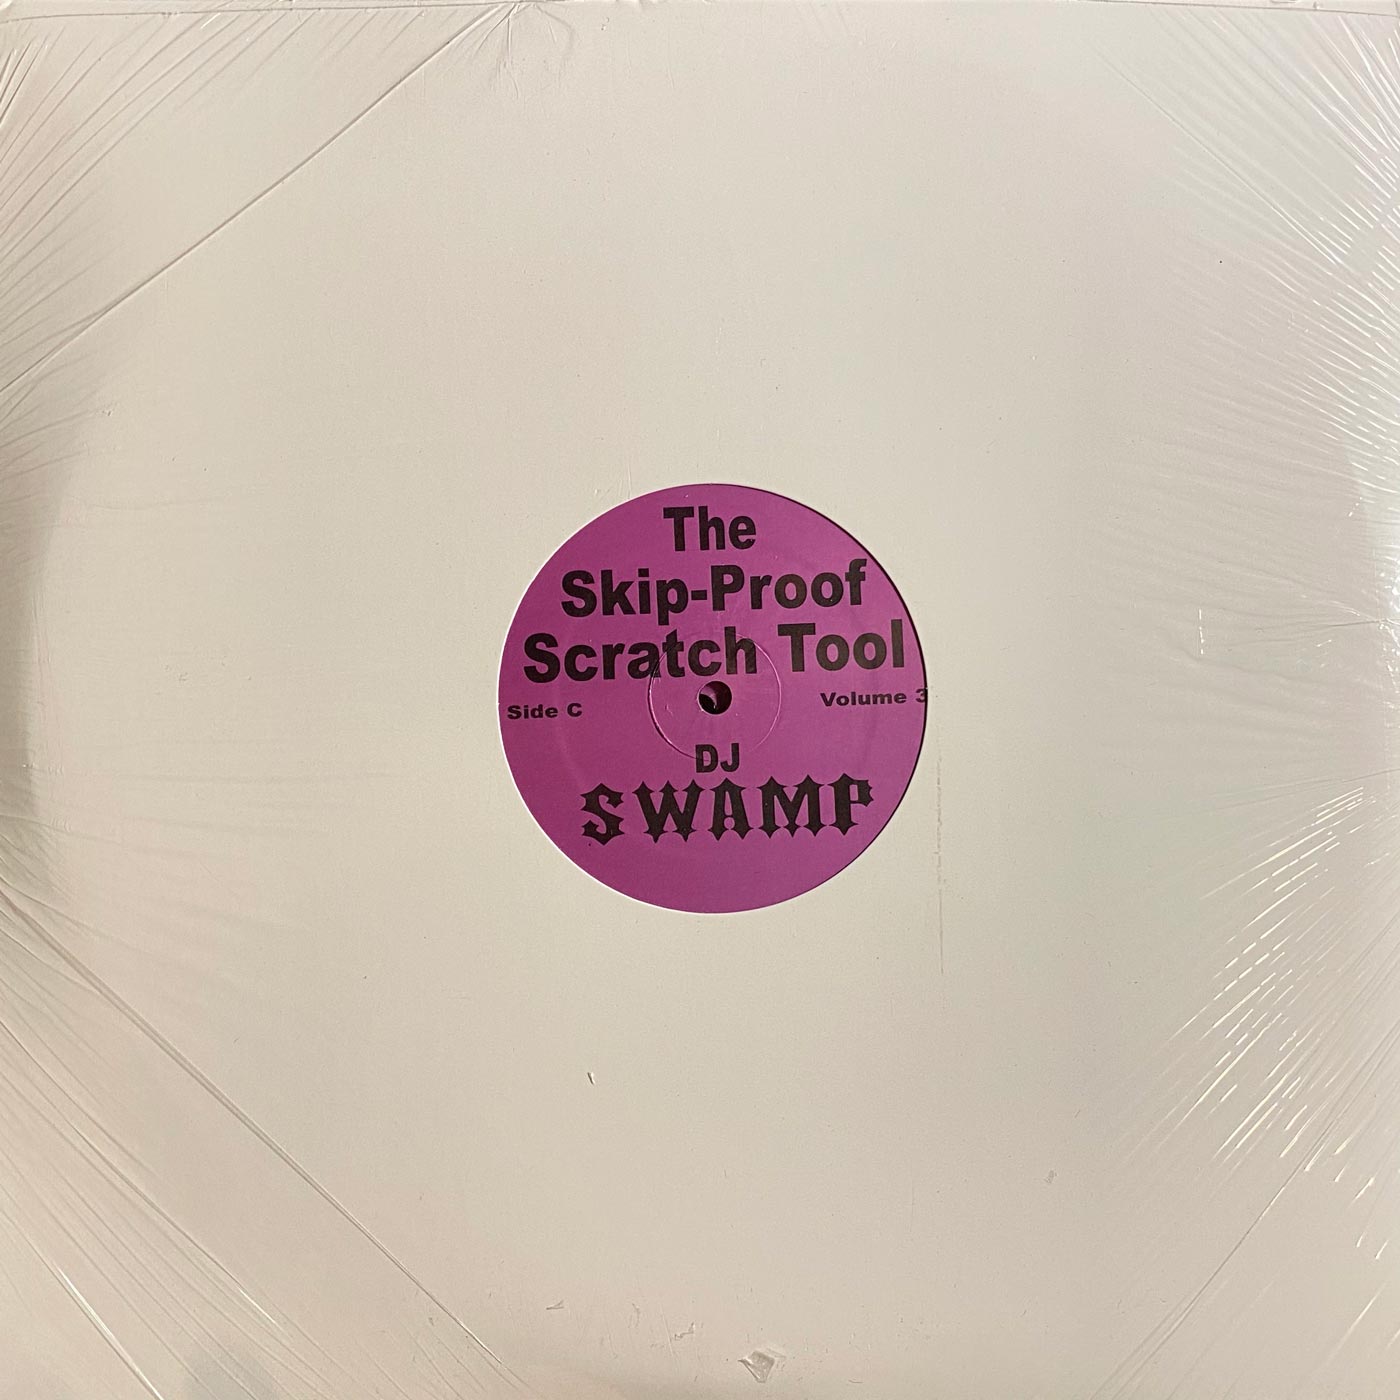 The
Skip-Proof
Scratch Tool
Side C
Volume 3
DJ
SWAMP